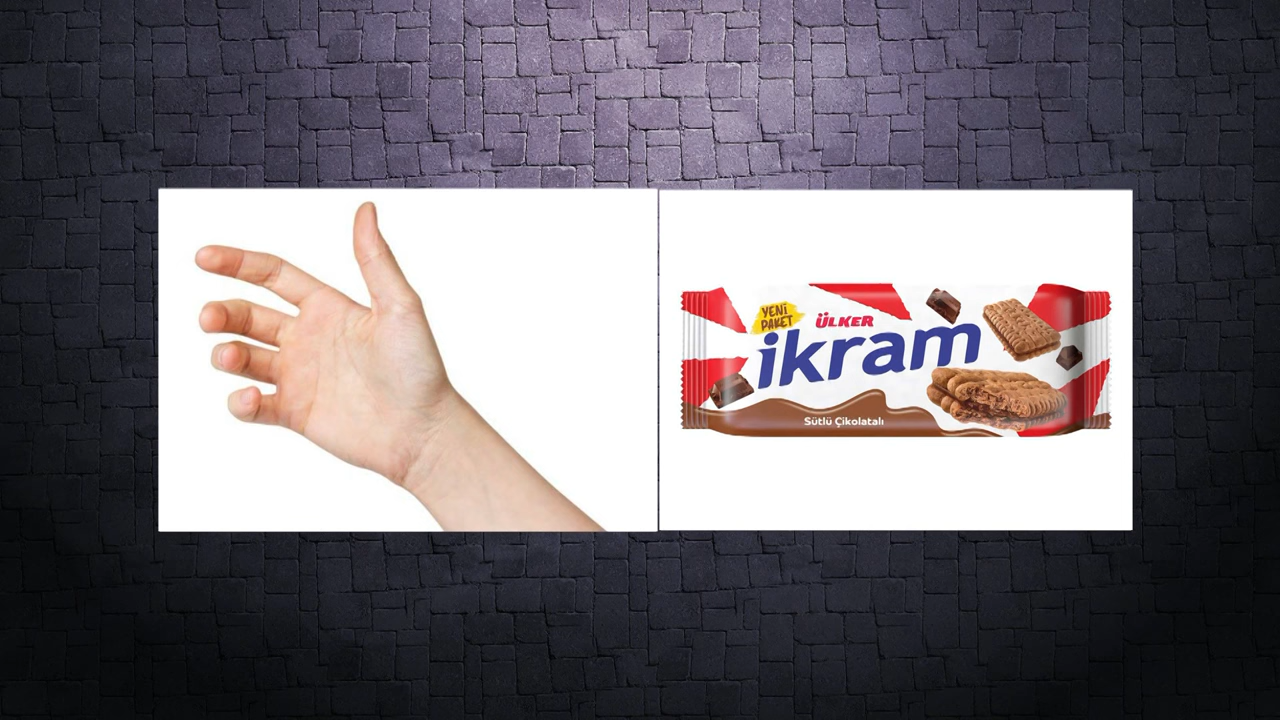 YENİ
PAKET
ÜLKER
ikram
Sütlü Çikolatalı